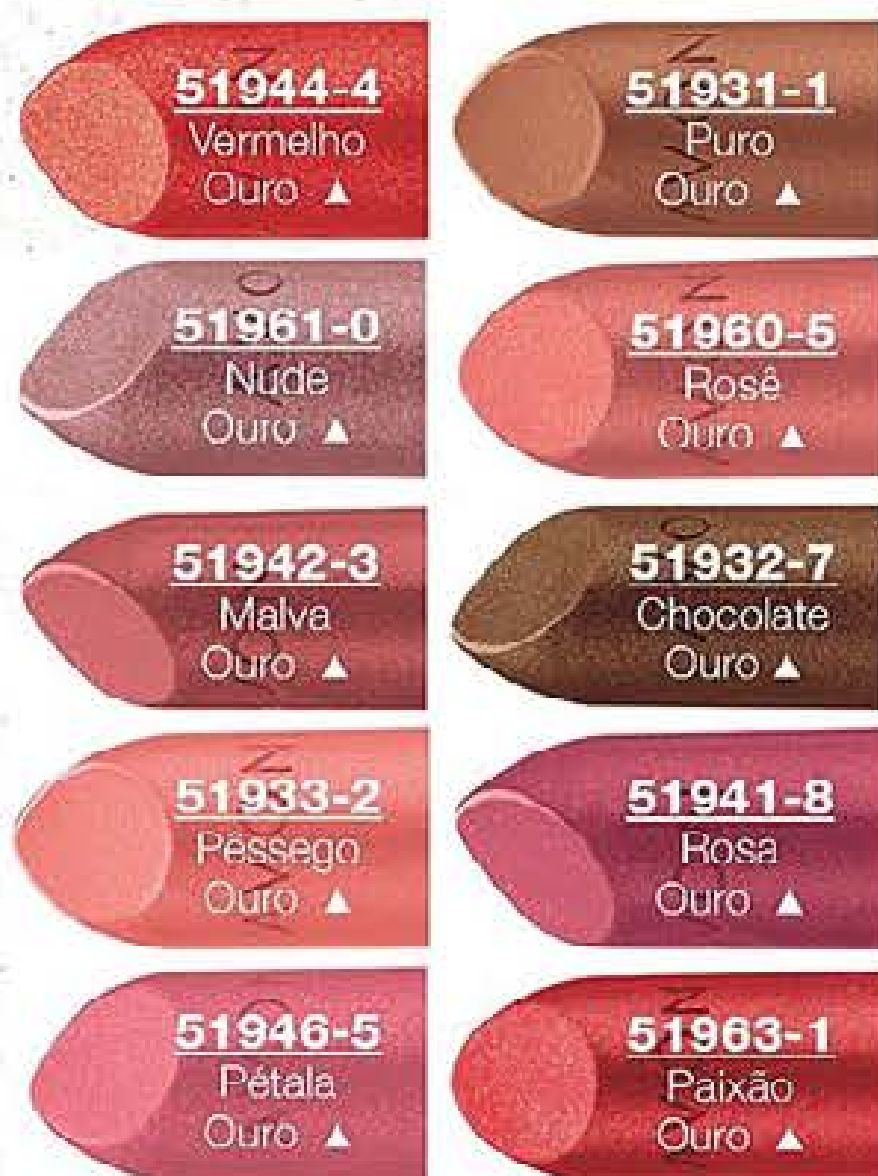 51944-4
Vermelho
Ouro ▲
51931-1
Puro
Ouro ▲
51961-0
Nude
Ouro ▲
51960-5
Rosê
Ouro ▲
51942-3
Malva
Ouro ▲
51932-7
Chocolate
Ouro ▲
51933-2
Pêssego
Ouro ▲
51941-8
Rosa
Ouro ▲
51946-5
Pétala
Ouro ▲
51963-1
Paixão
Ouro ▲